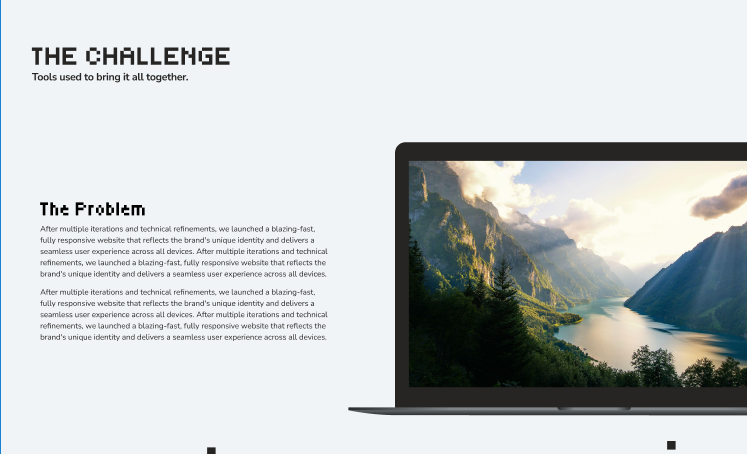 THE CHALLENGE
Tools used to bring it all together.
The Problem
After multiple iterations and technical refinements, we launched a blazing-fast,
fully responsive website that reflects the brand's unique identity and delivers a
seamless user experience across all devices. After multiple iterations and technical
refinements, we launched a blazing-fast, fully responsive website that reflects the
brand's unique identity and delivers a seamless user experience across all devices.
After multiple iterations and technical refinements, we launched a blazing-fast,
fully responsive website that reflects the brand's unique identity and delivers a
seamless user experience across all devices. After multiple iterations and technical
refinements, we launched a blazing-fast, fully responsive website that reflects the
brand's unique identity and delivers a seamless user experience across all devices.